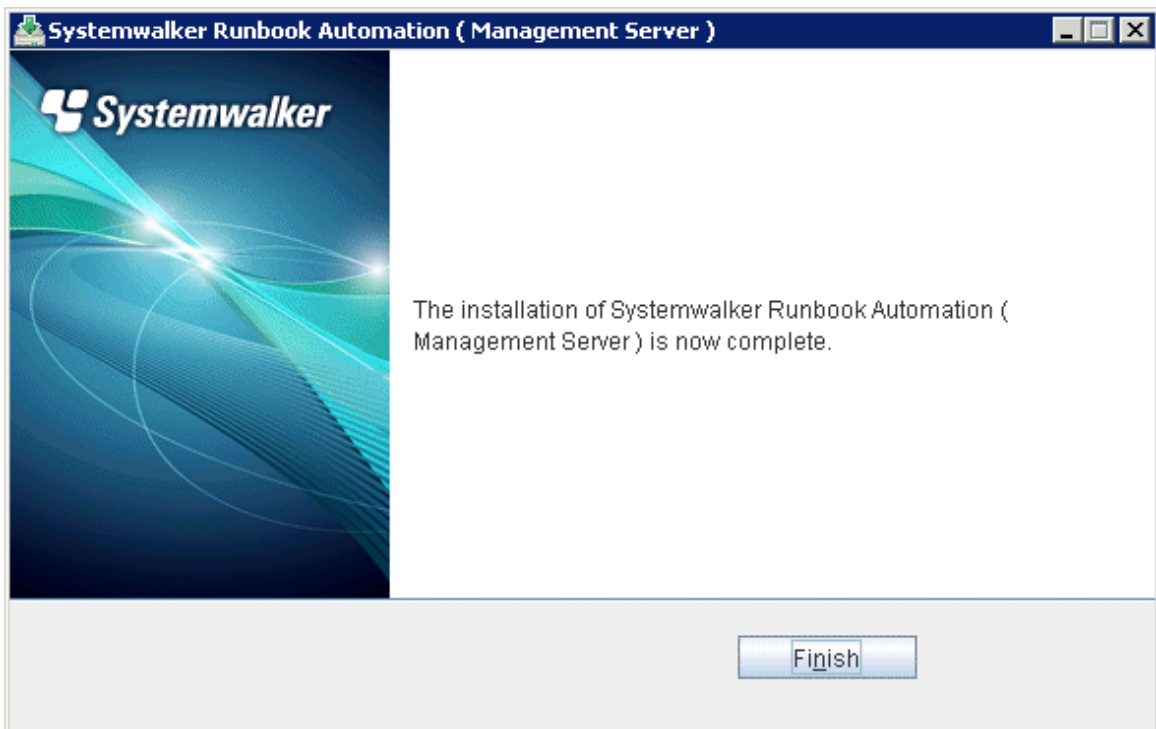 Systemwalker Runbook Automation ( Management Server )
Systemwalker
The installation of Systemwalker Runbook Automation (
Management Server ) is now complete.
Finish